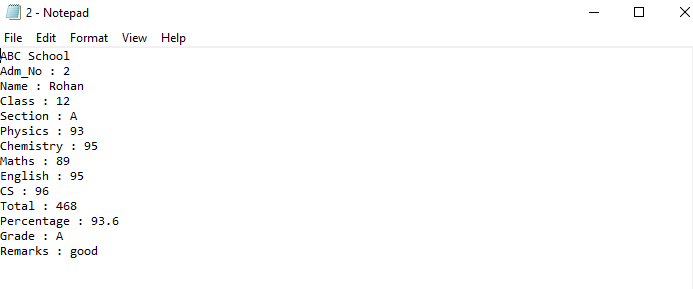 2 - Notepad
File Edit Format View Help
ABC School
Adm_No : 2
Name : Rohan
Class : 12
Section : A
Physics : 93
Chemistry : 95
Maths : 89
English : 95
CS : 96
Total : 468
Percentage : 93.6
Grade : A
Remarks : good